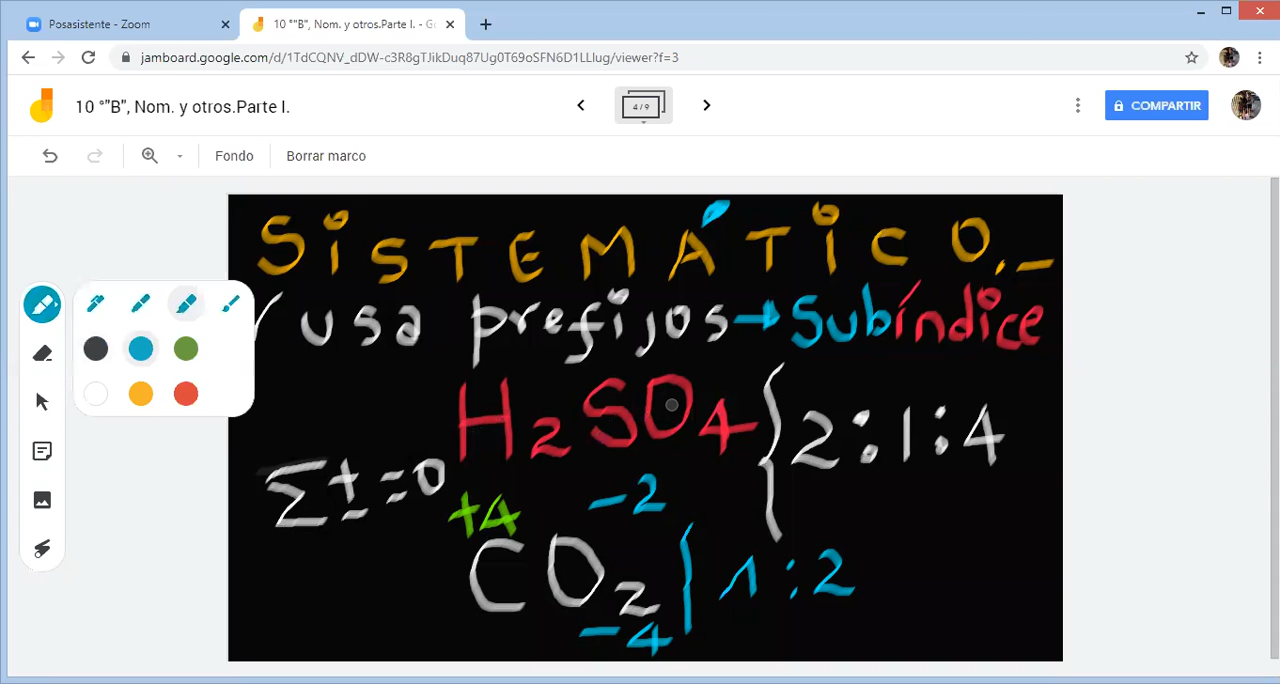 Posasistente - Zoom
10 °"B", Nom. y otros.Parte I. - G
jamboard.google.com/d/1TdCQNV_dDW-c3R8gTJikDuq87Ug0T69oSFN6D1LLlug/viewer?f=3
10 °"B", Nom. y otros.Parte I.
4/9
COMPARTIR
Fondo
Borrar marco
SiSTEMÁTiCO.-
usa prefijos → Subíndice
H2SO4 { 2:1:4
Σ±=0
+4 -2
CO2 { 1:2
-4